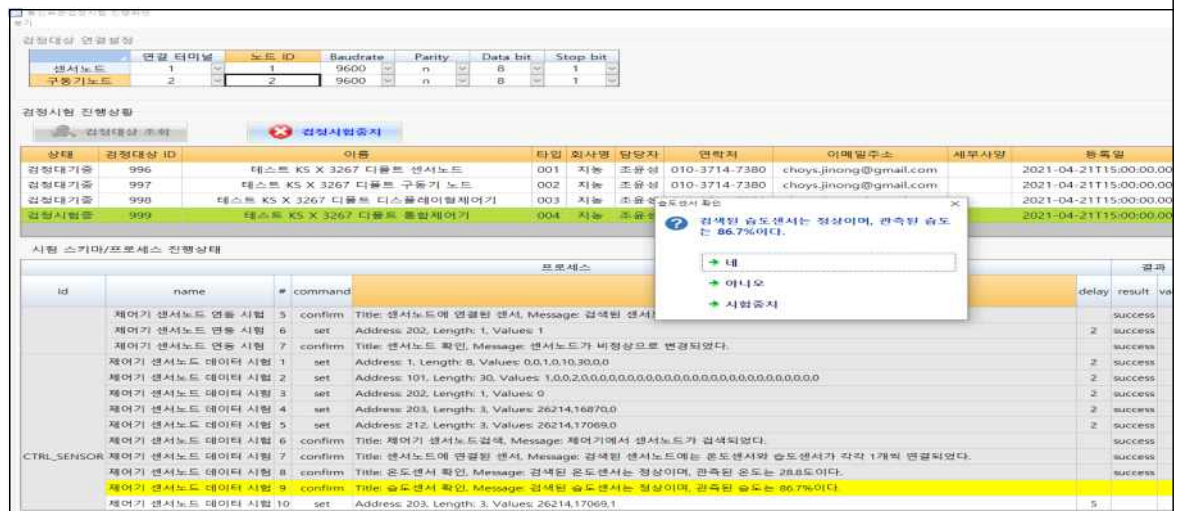 통신표준검정시험 진행화면
보기
검정대상 연결설정
연결 터미널 노드 ID Baudrate Parity Data bit Stop bit
센서노드 1 1 9600 n 8 1
구동기노드 2 2 9600 n 8 1
검정시험 진행상황
검정대상 조회 검정시험중지
상태 검정대상 ID 이름 타입 회사명 담당자 연락처 이메일주소 세부사양 등록일
검정대기중 996 테스트 KS X 3267 디폴트 센서노드 001 지농 조윤성 010-3714-7380 choys.jinong@gmail.com 2021-04-21T15:00:00.00
검정대기중 997 테스트 KS X 3267 디폴트 구동기 노드 002 지농 조윤성 010-3714-7380 choys.jinong@gmail.com 2021-04-21T15:00:00.00
검정대기중 998 테스트 KS X 3267 디폴트 디스플레이형제어기 003 지농 조윤성 2021-04-21T15:00:00.00
검정시험중 999 테스트 KS X 3267 디폴트 통합제어기 004 지농 조윤성 2021-04-21T15:00:00.00
습도센서 확인
검색된 습도센서는 정상이며, 관측된 습도
는 86.7%이다.
네
아니오
시험중지
시험 스키마/프로세스 진행상태
프로세스 결과
Id name # command delay result va
제어기 센서노드 연동 시험 5 confirm Title: 센서노드에 연결된 센서, Message: 검색된 센서 success
제어기 센서노드 연동 시험 6 set Address: 202, Length: 1, Values: 1 2 success
제어기 센서노드 연동 시험 7 confirm Title: 센서노드 확인, Message: 센서노드가 비정상으로 변경되었다. success
제어기 센서노드 데이터 시험 1 set Address: 1, Length: 8, Values: 0,0,1,0,10,30,0,0 2 success
제어기 센서노드 데이터 시험 2 set Address: 101, Length: 30, Values: 1,0,0,2,0,0,0,0,0,0,0,0,0,0,0,0,0,0,0,0,0,0,0,0,0,0,0,0,0,0 2 success
제어기 센서노드 데이터 시험 3 set Address: 202, Length: 1, Values: 0 2 success
제어기 센서노드 데이터 시험 4 set Address: 203, Length: 3, Values: 26214,16870,0 2 success
제어기 센서노드 데이터 시험 5 set Address: 212, Length: 3, Values: 26214,17069,0 2 success
제어기 센서노드 데이터 시험 6 confirm Title: 제어기 센서노드검색, Message: 제어기에서 센서노드가 검색되었다. success
CTRL_SENSOR 제어기 센서노드 데이터 시험 7 confirm Title: 센서노드에 연결된 센서, Message: 검색된 센서노드에는 온도센서와 습도센서가 각각 1개씩 연결되었다. success
제어기 센서노드 데이터 시험 8 confirm Title: 온도센서 확인, Message: 검색된 온도센서는 정상이며, 관측된 온도는 28.8도이다. success
제어기 센서노드 데이터 시험 9 confirm Title: 습도센서 확인, Message: 검색된 습도센서는 정상이며, 관측된 습도는 86.7%이다.
제어기 센서노드 데이터 시험 10 set Address: 203, Length: 3, Values: 26214,17069,1 5